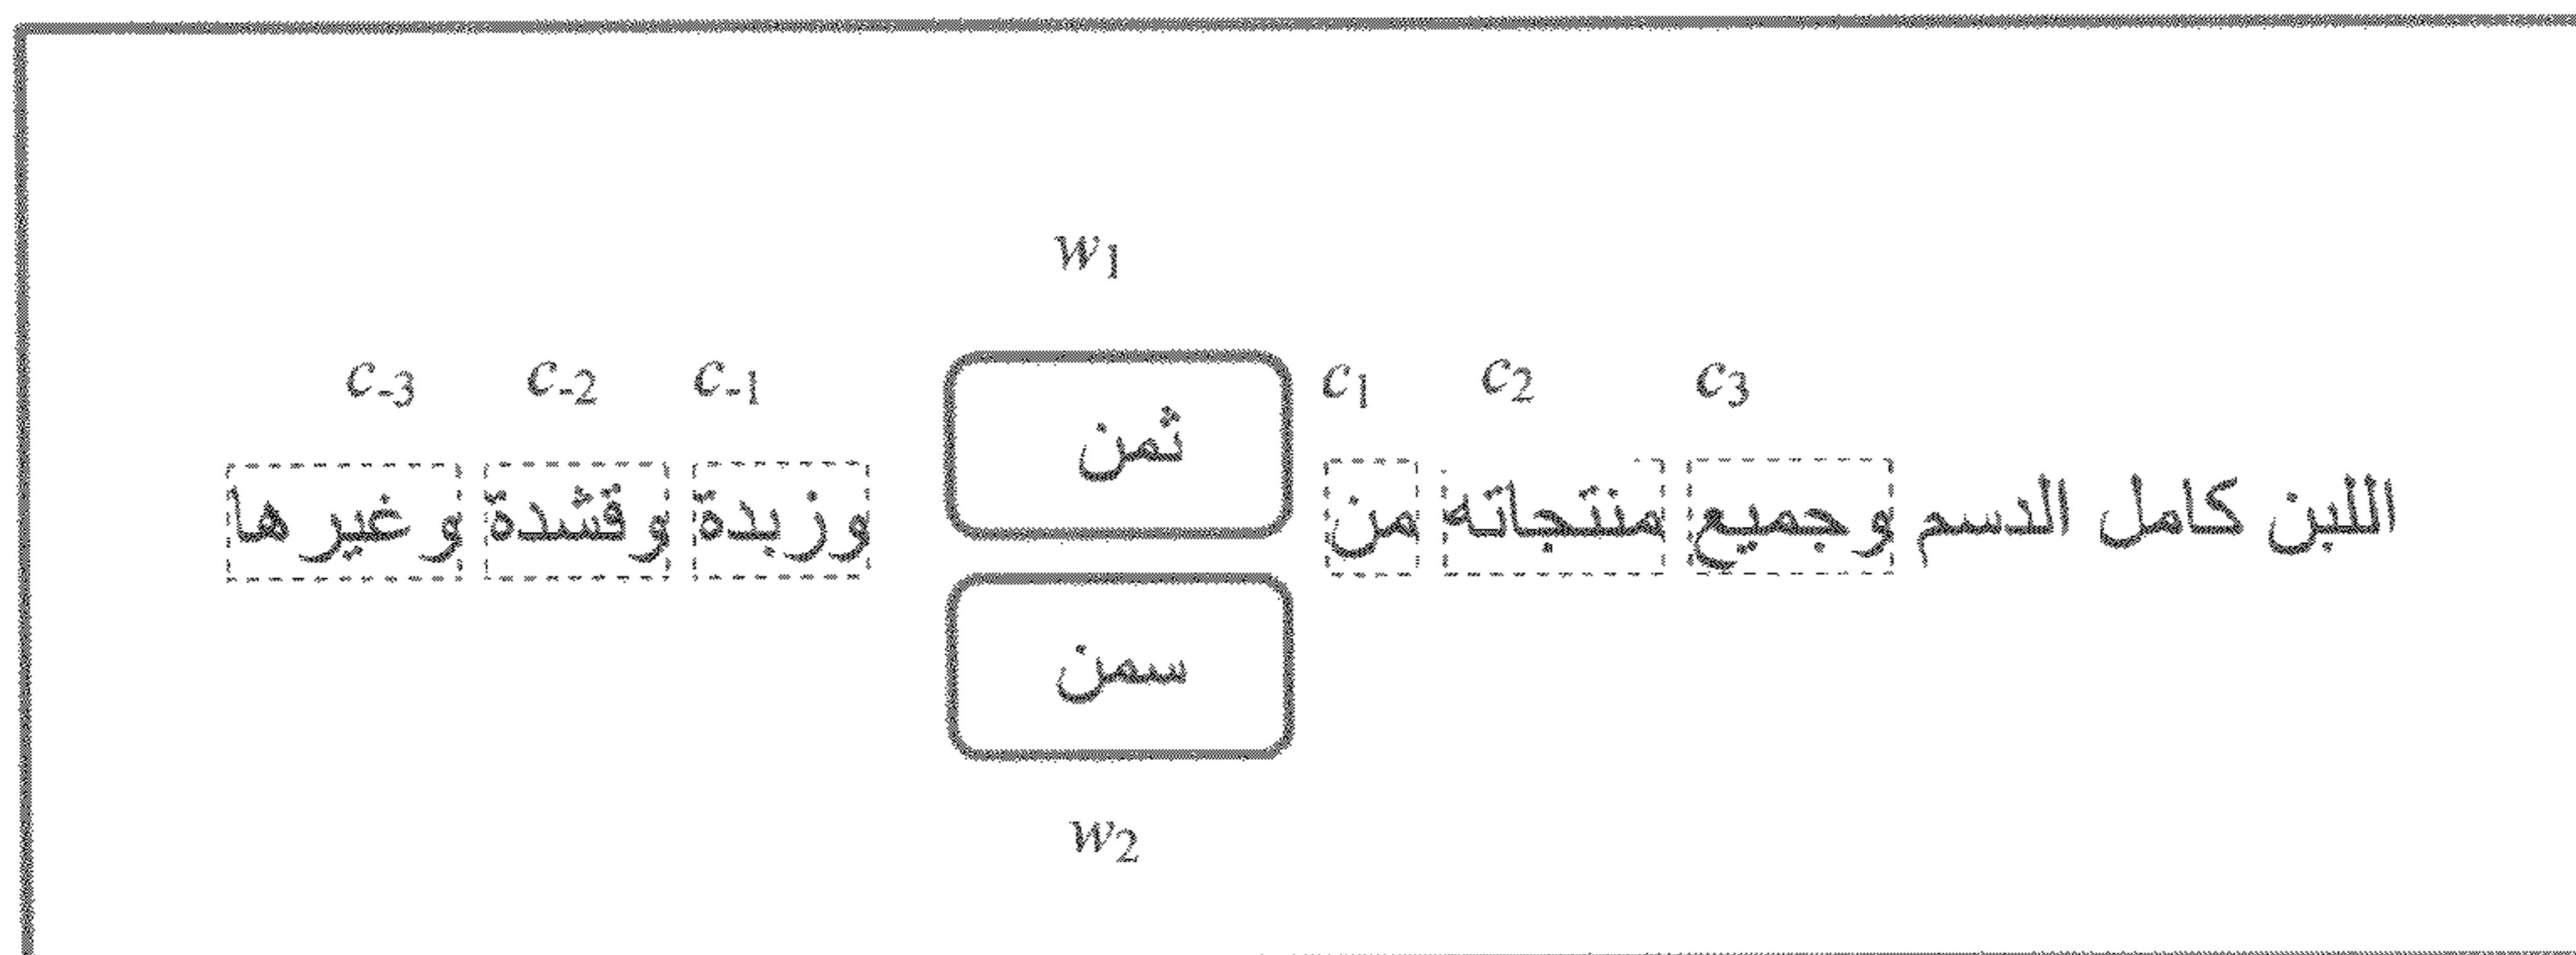 w1
c-3 c-2 c-1 c1 c2 c3
ثمن
اللبن كامل الدسم وجميع منتجاته من وزبدة وقشدة وغيرها
سمن
w2